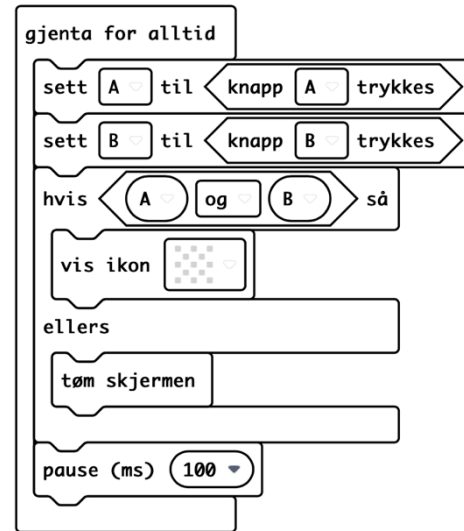 gjenta for alltid
sett A til knapp A trykkes
sett B til knapp B trykkes
hvis A og B så
vis ikon
ellers
tøm skjermen
pause (ms) 100